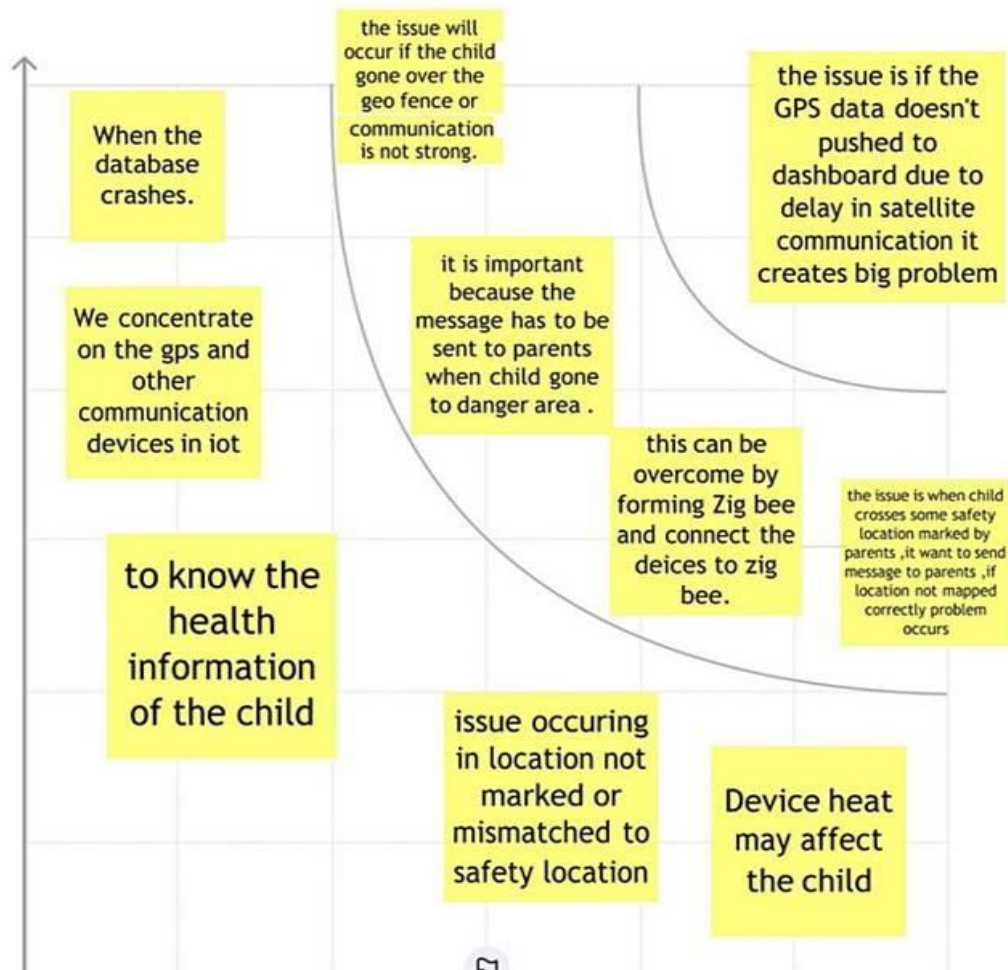 the issue will
occur if the child
gone over the
geo fence or
communication
is not strong.
the issue is if the
GPS data doesn't
pushed to
dashboard due to
delay in satellite
communication it
creates big problem
When the
database
crashes.
it is important
because the
message has to be
sent to parents
when child gone
to danger area .
We concentrate
on the gps and
other
communication
devices in iot
this can be
overcome by
forming Zig bee
and connect the
deices to zig
bee.
the issue is when child
crosses some safety
location marked by
parents ,it want to send
message to parents ,if
location not mapped
correctly problem
occurs
to know the
health
information
of the child
issue occuring
in location not
marked or
mismatched to
safety location
Device heat
may affect
the child